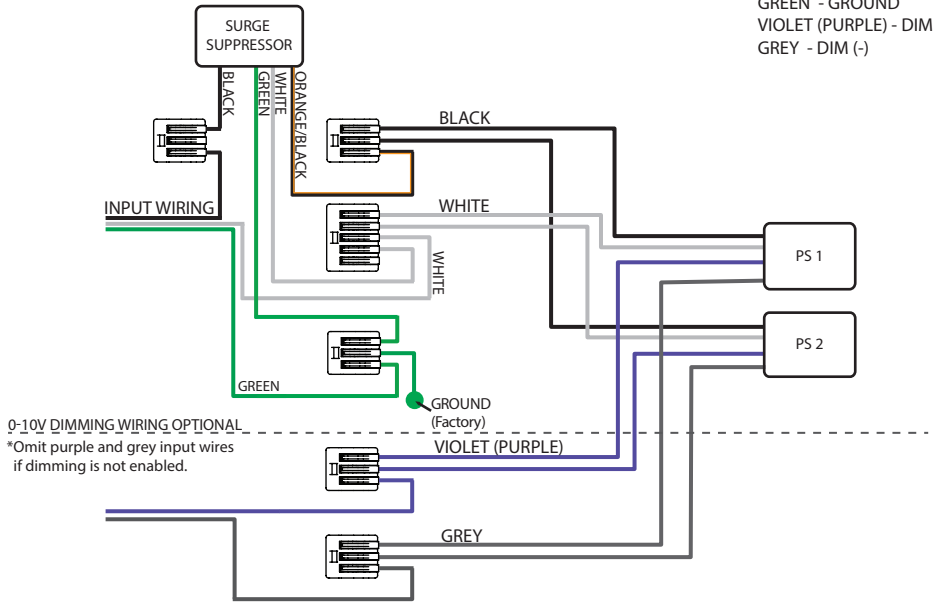 GREEN - GROUND
VIOLET (PURPLE) - DIM
GREY - DIM (-)
SURGE
SUPPRESSOR
BLACK
GREEN
WHITE
ORANGE/BLACK
BLACK
INPUT WIRING
WHITE
WHITE
PS 1
PS 2
GREEN
GROUND
(Factory)
0-10V DIMMING WIRING OPTIONAL
*Omit purple and grey input wires
if dimming is not enabled.
VIOLET (PURPLE)
GREY